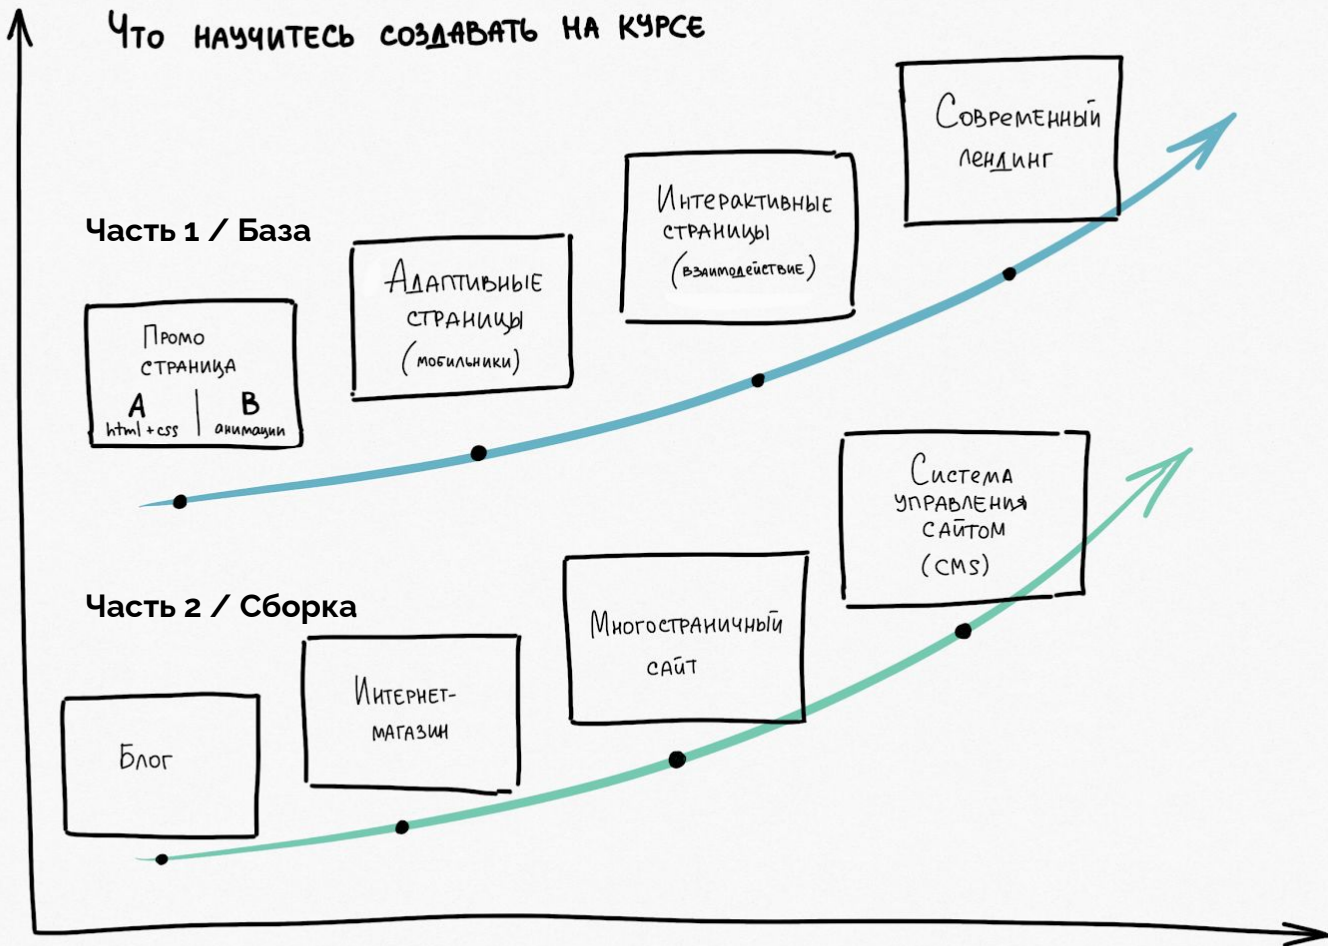 Что научитесь создавать на курсе
Часть 1 / База
Промо
страница
А | В
html + css | анимации
Адаптивные
страницы
(мобильники)
Интерактивные
страницы
(взаимодействие)
Современный
лендинг
Часть 2 / Сборка
Блог
Интернет-
магазин
Многостраничный
сайт
Система
управления
сайтом
(CMS)